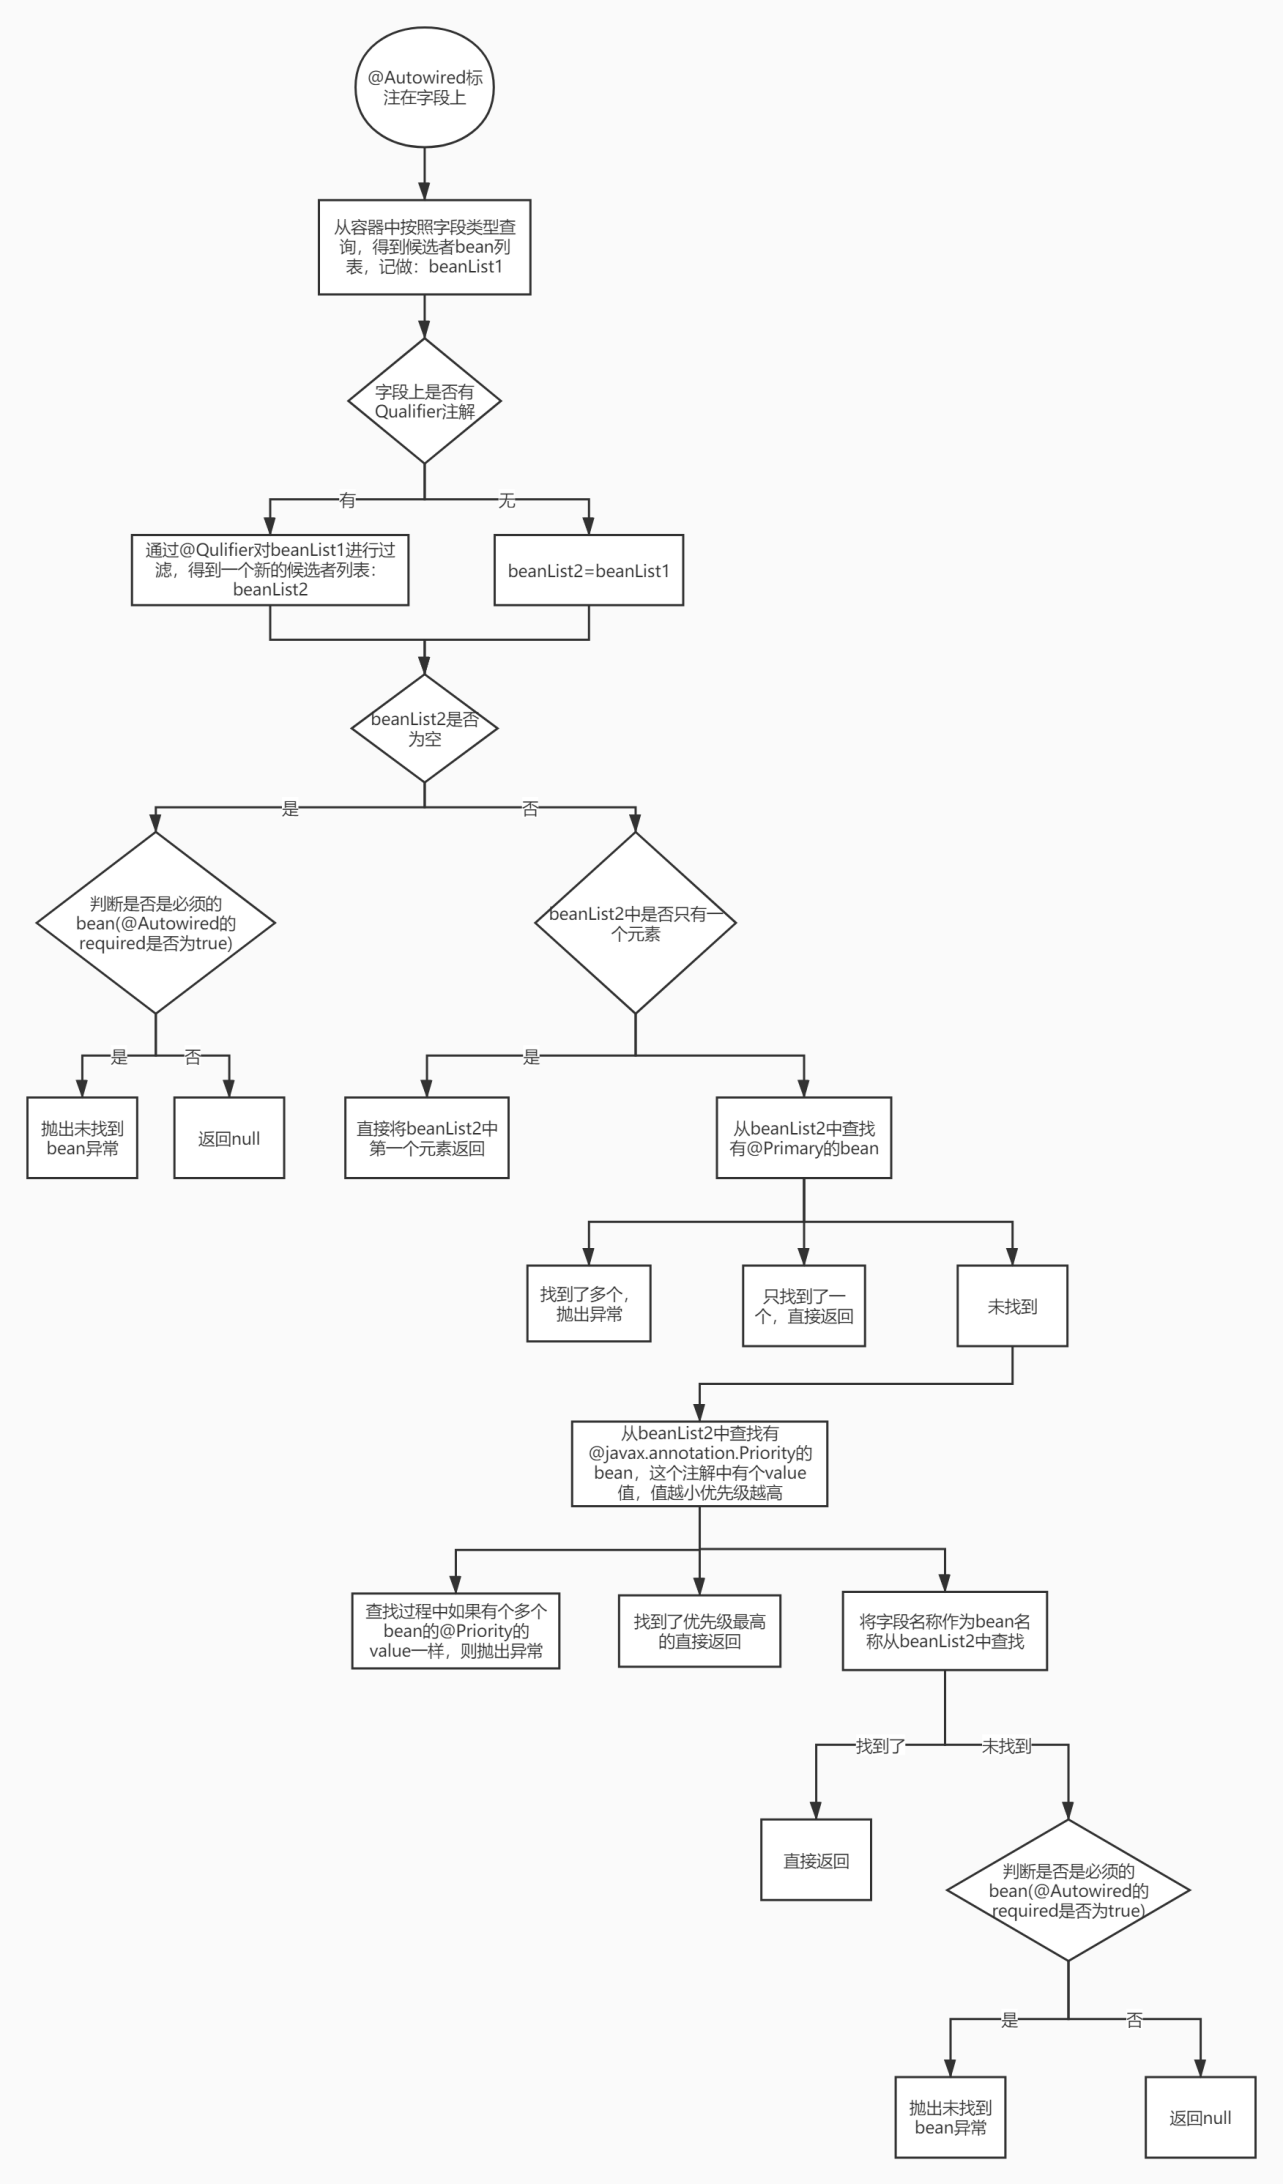 @Autowired标
注在字段上
从容器中按照字段类型查
询，得到候选者bean列
表，记做：beanList1
字段上是否有
Qualifier注解
有
无
通过@Qulifier对beanList1进行过
滤，得到一个新的候选者列表：
beanList2
beanList2=beanList1
beanList2是否
为空
是
否
判断是否是必须的
bean(@Autowired的
required是否为true)
beanList2中是否只有一
个元素
是
否
是
抛出未找到
bean异常
返回null
直接将beanList2中
第一个元素返回
从beanList2中查找
有@Primary的bean
找到了多个，
抛出异常
只找到了一
个，直接返回
未找到
从beanList2中查找有
@javax.annotation.Priority的
bean，这个注解中有个value
值，值越小优先级越高
查找过程中如果有个多个
bean的@Priority的
value一样，则抛出异常
找到了优先级最高
的直接返回
将字段名称作为bean名
称从beanList2中查找
找到了
未找到
直接返回
判断是否是必须的
bean(@Autowired的
required是否为true)
是
否
抛出未找到
bean异常
返回null